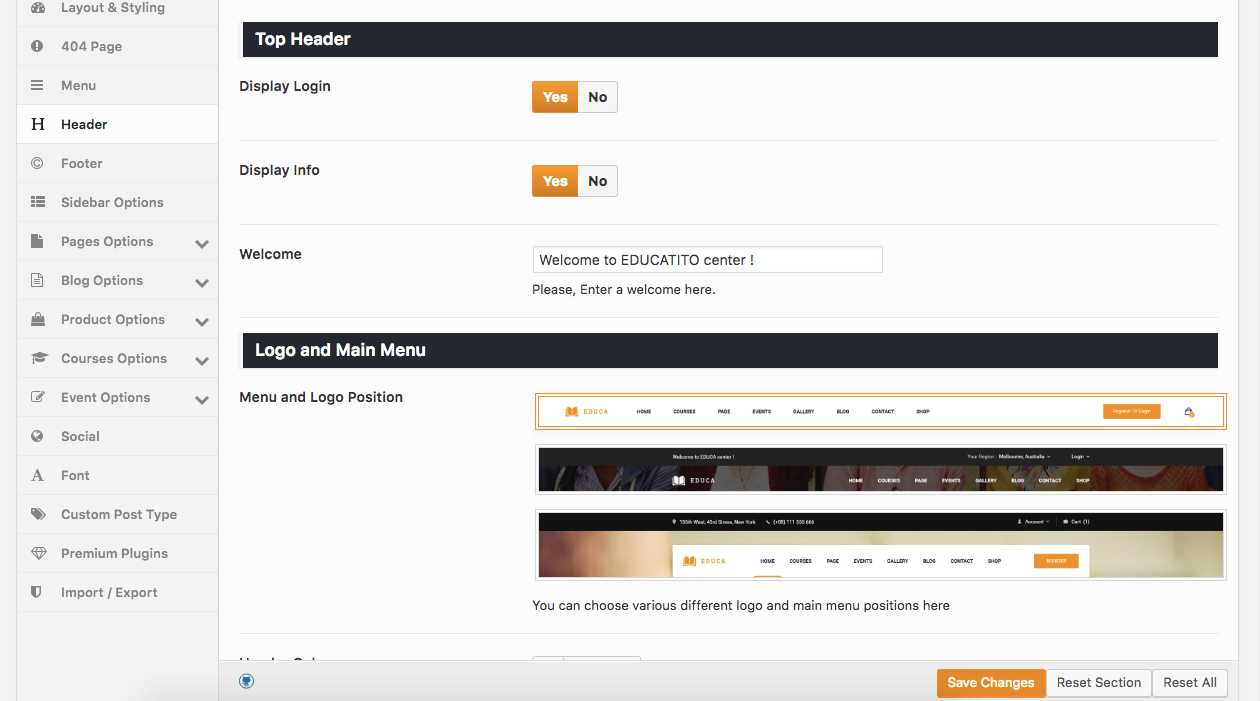 Layout & Styling
404 Page
Menu
Header
Footer
Sidebar Options
Pages Options
Blog Options
Product Options
Courses Options
Event Options
Social
Font
Custom Post Type
Premium Plugins
Import / Export
Top Header
Display Login
Yes No
Display Info
Yes No
Welcome
Welcome to EDUCATITO center !
Please, Enter a welcome here.
Logo and Main Menu
Menu and Logo Position
EDUCA HOME COURSES PAGE EVENTS GALLERY BLOG CONTACT SHOP Register Or Login
Welcome to EDUCA center ! Your Region : Melbourne, Australia Login
EDUCA HOME COURSES PAGE EVENTS GALLERY BLOG CONTACT SHOP
155th West, 43rd Stress, New York (+88) 111 555 666 Account Cart (1)
EDUCA HOME COURSES PAGE EVENTS GALLERY BLOG CONTACT SHOP REGISTER
You can choose various different logo and main menu positions here
Save Changes Reset Section Reset All